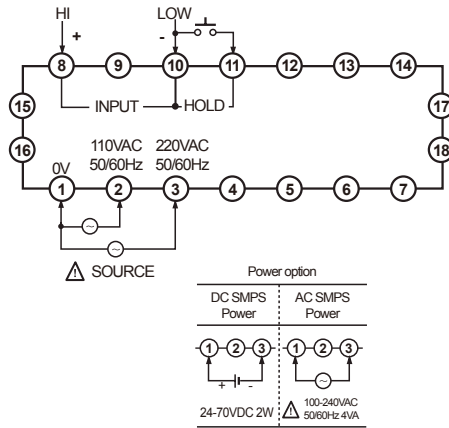 HI
LOW
+
-
8 9 10 11 12 13 14
INPUT
HOLD
15
17
16
18
110VAC 220VAC
0V 50/60Hz 50/60Hz
1 2 3 4 5 6 7
SOURCE
Power option
DC SMPS
Power
AC SMPS
Power
1 2 3
1 2 3
+ -
24-70VDC 2W
100-240VAC
50/60Hz 4VA